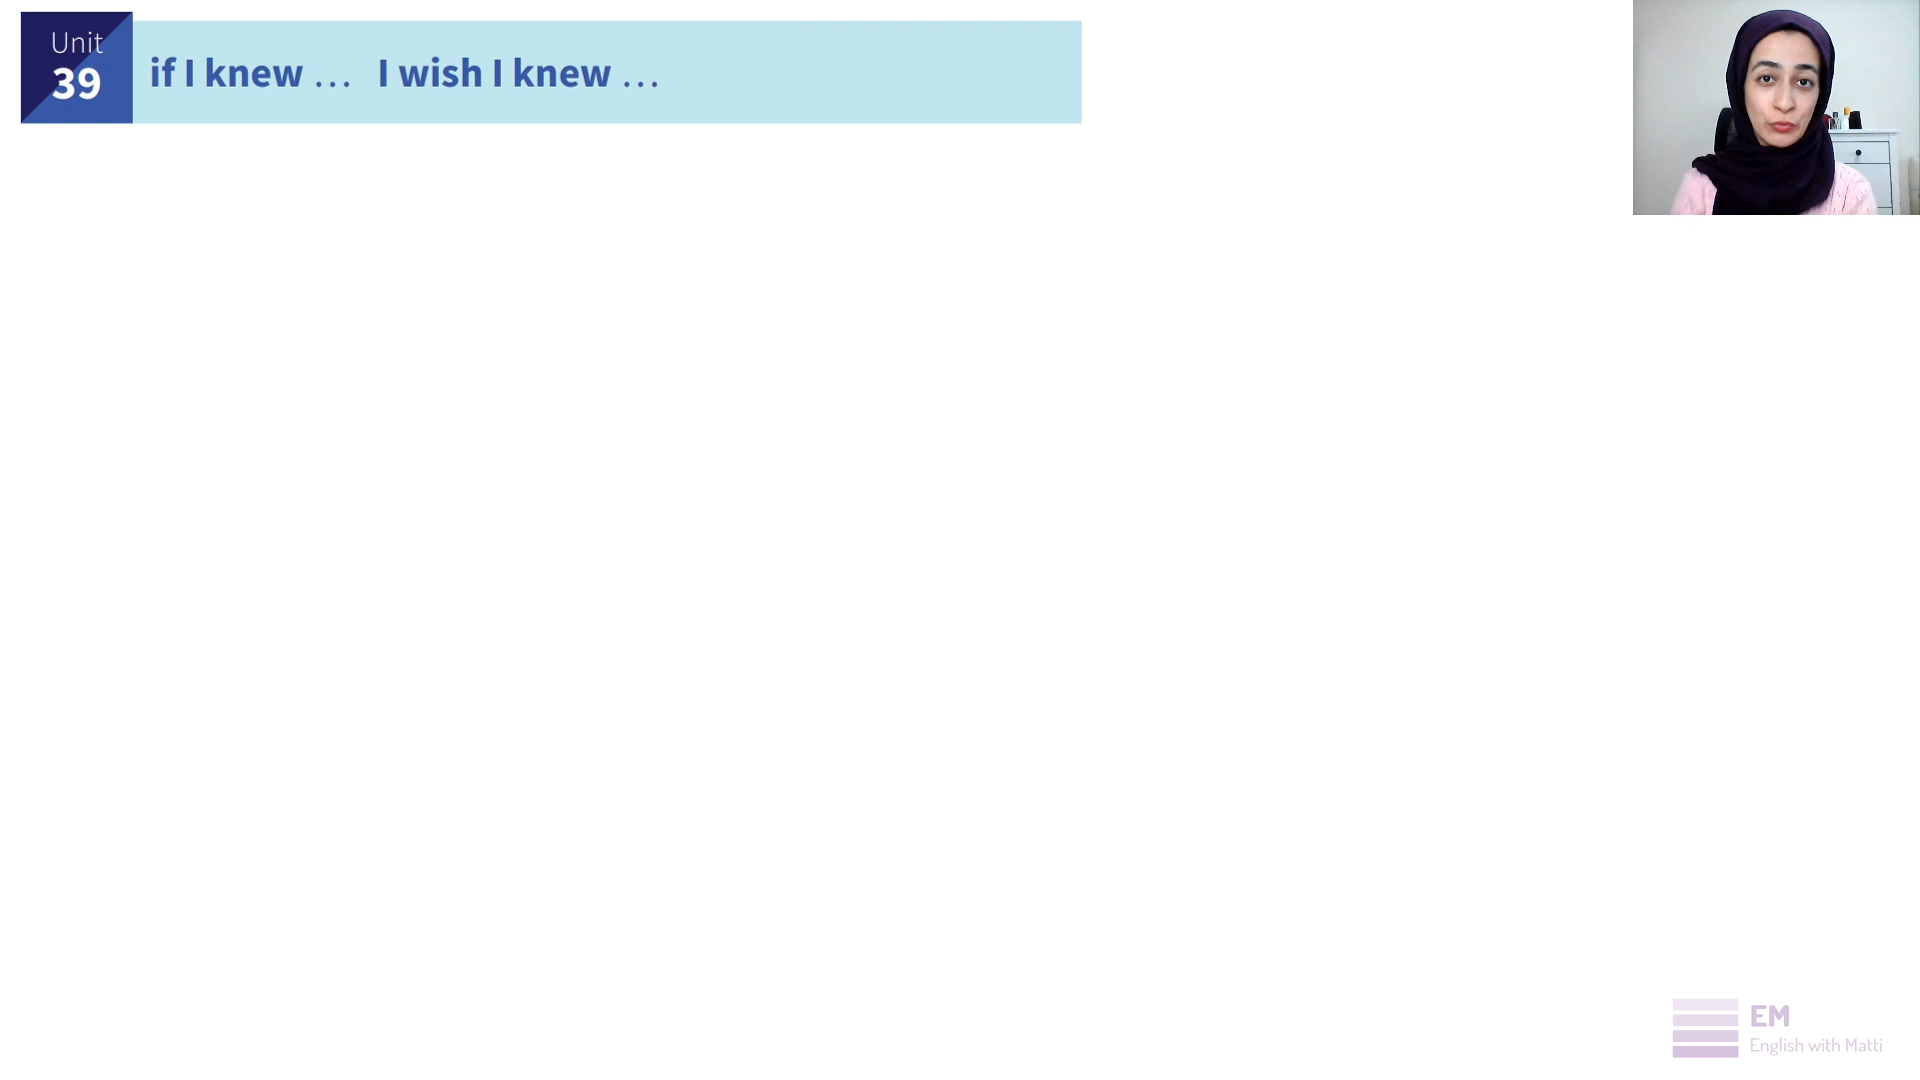 Unit
39
if I knew … I wish I knew …
EM
English with Matti